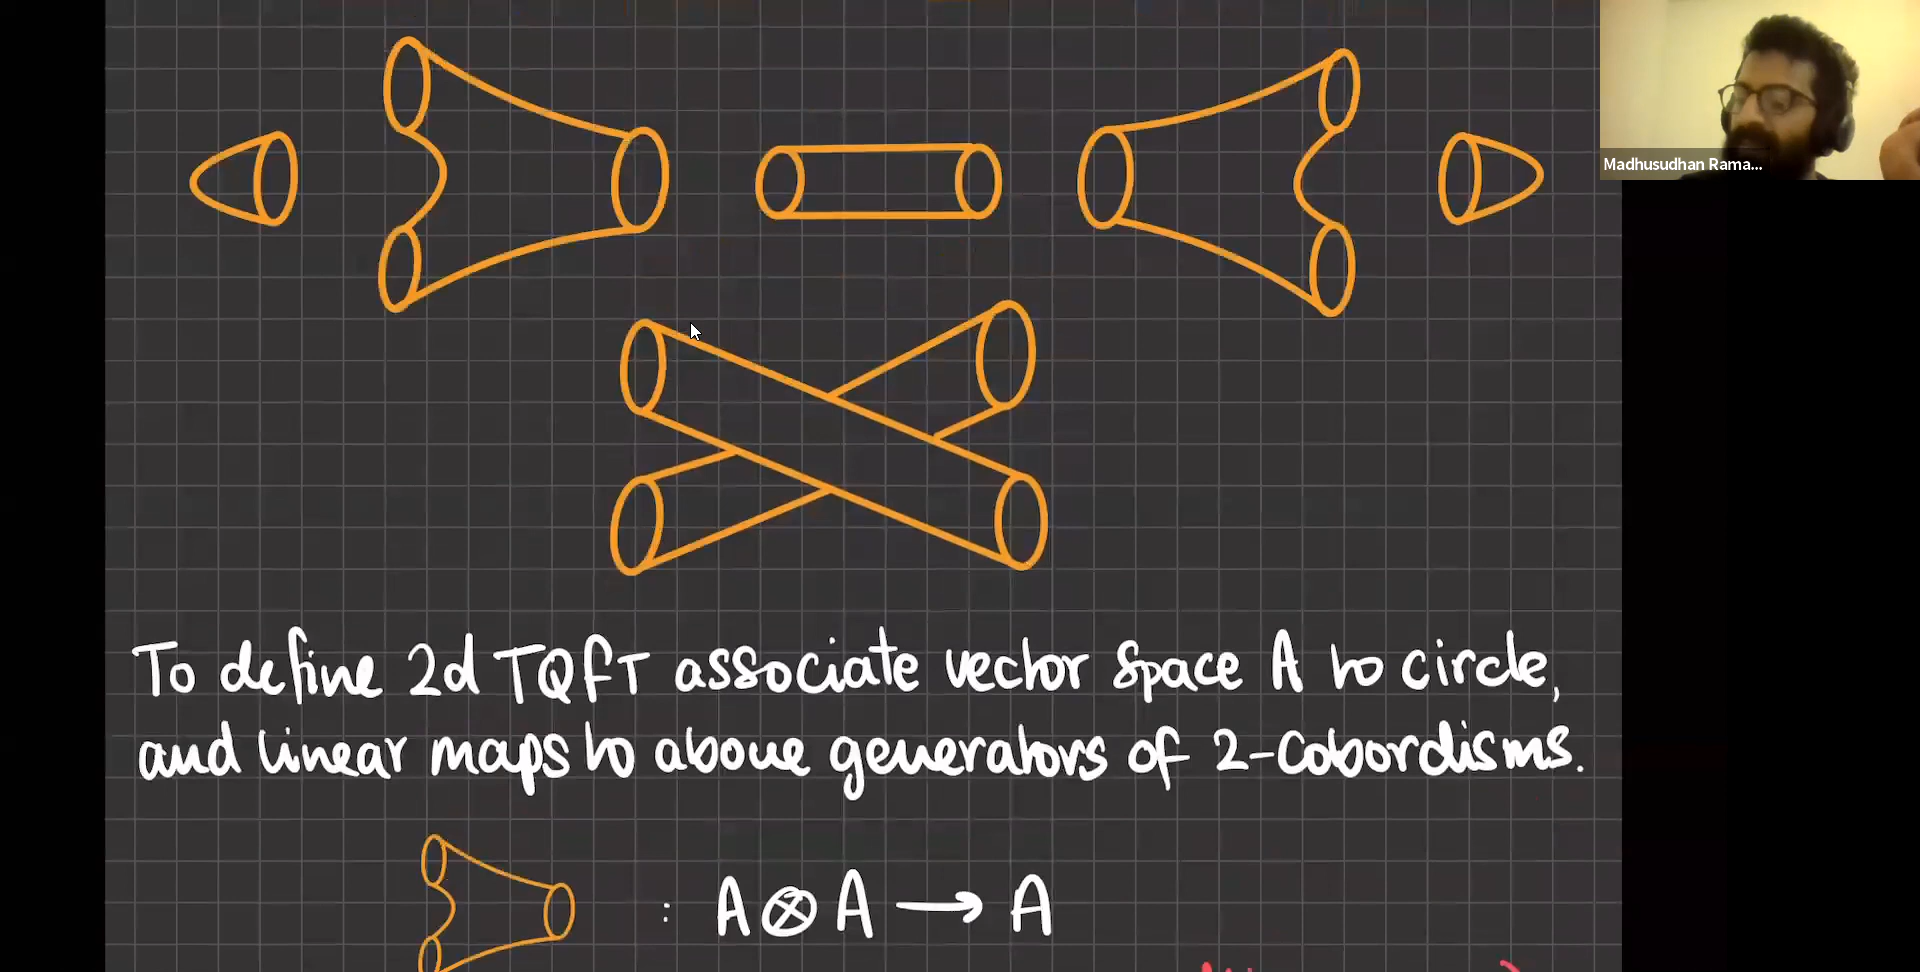 Madhusudhan Rama...
To define 2d TQFT associate vector space A to circle,
and linear maps to above generators of 2-cobordisms.
: A ⊗ A → A